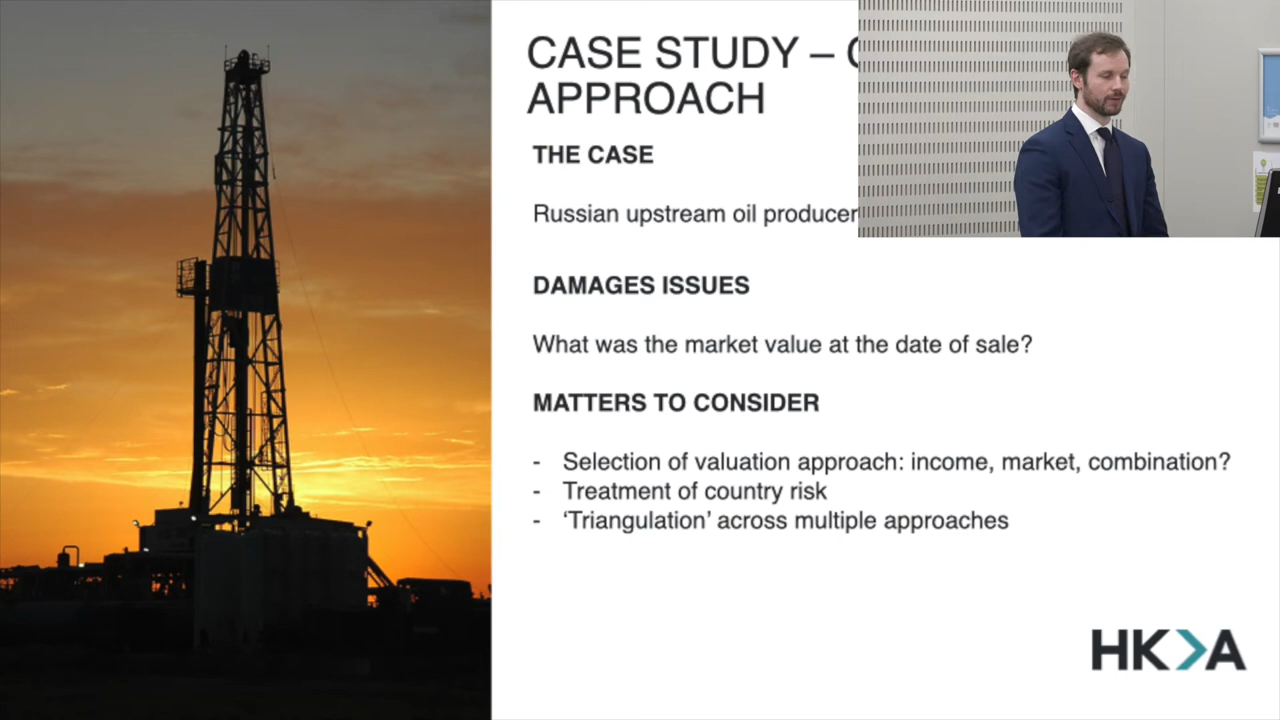 CASE STUDY –
APPROACH
THE CASE
Russian upstream oil producer
DAMAGES ISSUES
What was the market value at the date of sale?
MATTERS TO CONSIDER
- Selection of valuation approach: income, market, combination?
- Treatment of country risk
- ‘Triangulation’ across multiple approaches
HKA